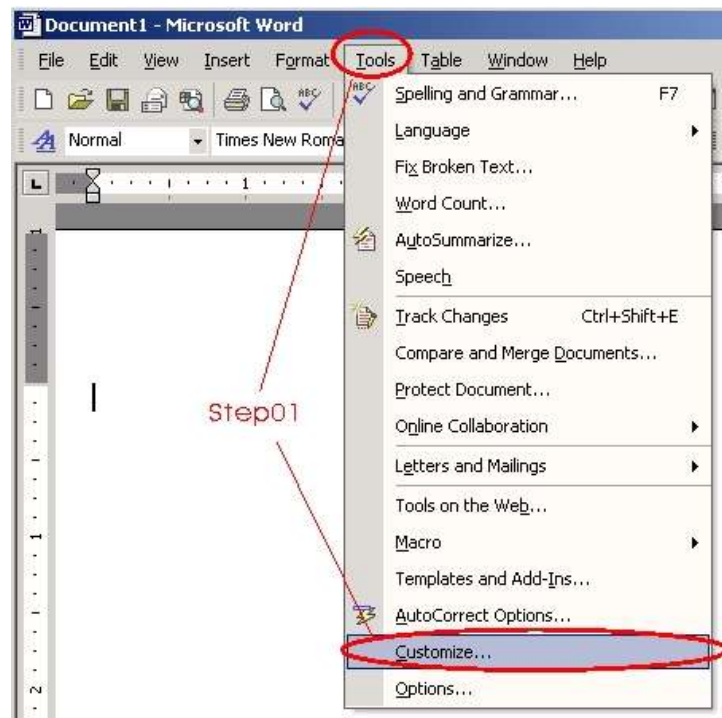 Document1 - Microsoft Word
File Edit View Insert Format Tools Table Window Help
ABC ABC
Normal Times New Roma
L 1
Spelling and Grammar... F7
Language
Fix Broken Text...
Word Count...
AutoSummarize...
Speech
Track Changes Ctrl+Shift+E
Compare and Merge Documents...
Protect Document...
Online Collaboration
Letters and Mailings
Tools on the Web...
Macro
Templates and Add-Ins...
AutoCorrect Options...
Customize...
Options...
Step01
1
1
2